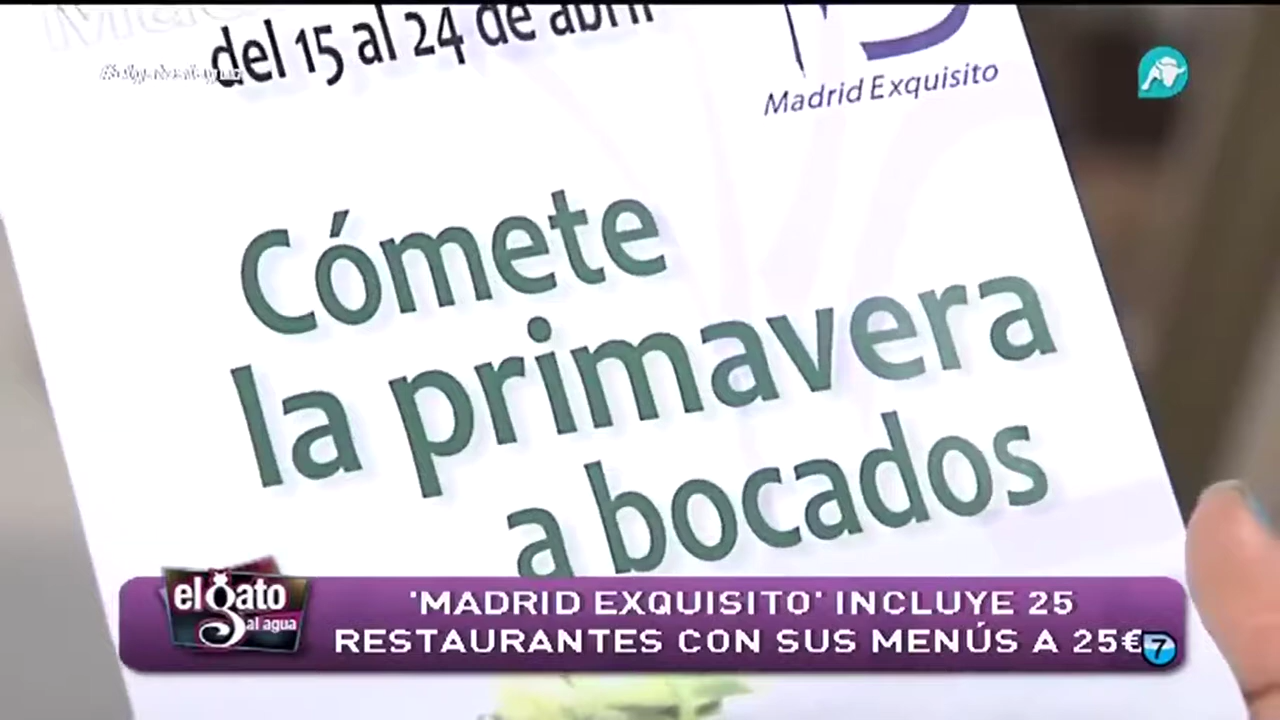 del 15 al 24 de abril
Madrid Exquisito
Cómete
la primavera
a bocados
el gato
al agua
'MADRID EXQUISITO' INCLUYE 25
RESTAURANTES CON SUS MENÚS A 25€
7